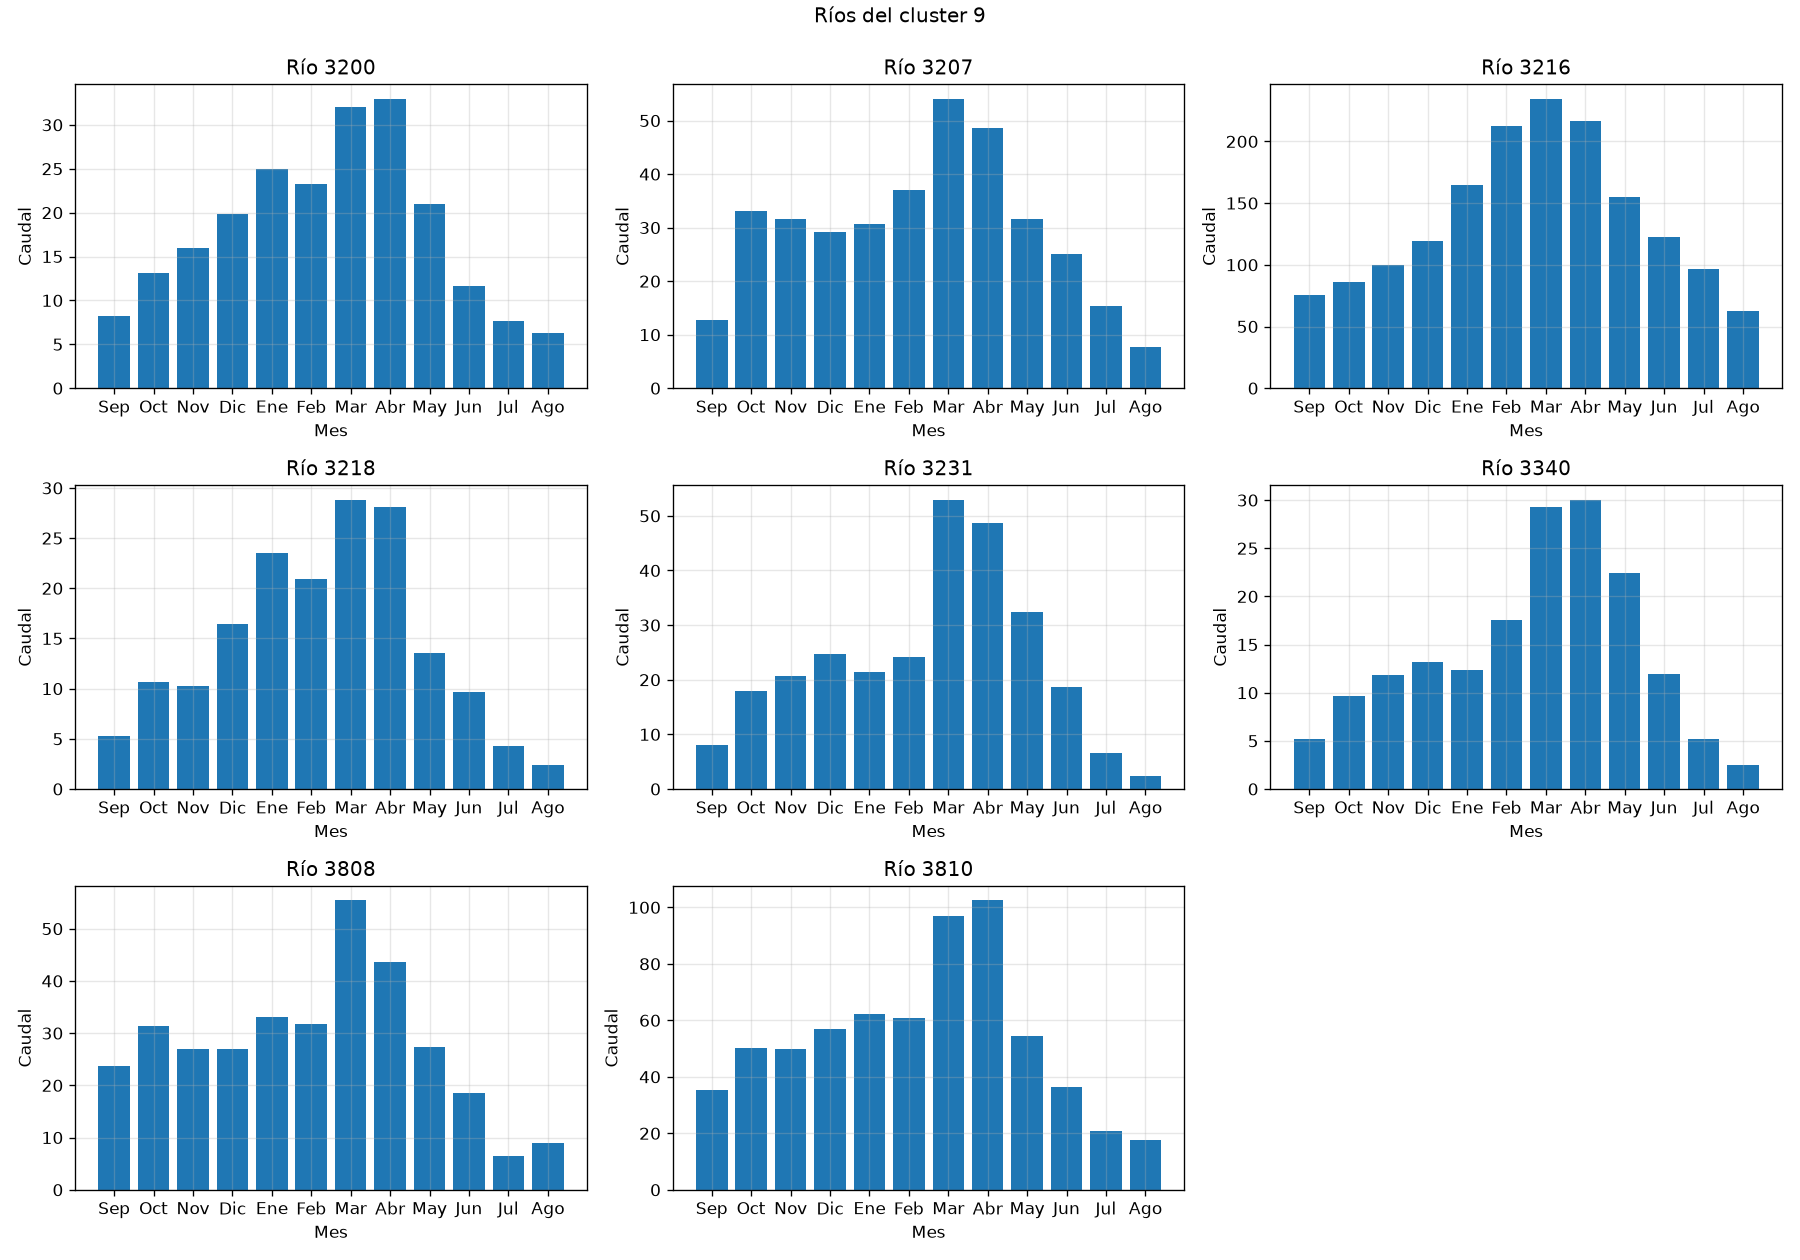 Ríos del cluster 9
Río 3200
Caudal
30
25
20
15
10
5
0
Sep Oct Nov Dic Ene Feb Mar Abr May Jun Jul Ago
Mes
Río 3207
Caudal
50
40
30
20
10
0
Sep Oct Nov Dic Ene Feb Mar Abr May Jun Jul Ago
Mes
Río 3216
Caudal
200
150
100
50
0
Sep Oct Nov Dic Ene Feb Mar Abr May Jun Jul Ago
Mes
Río 3218
Caudal
30
25
20
15
10
5
0
Sep Oct Nov Dic Ene Feb Mar Abr May Jun Jul Ago
Mes
Río 3231
Caudal
50
40
30
20
10
0
Sep Oct Nov Dic Ene Feb Mar Abr May Jun Jul Ago
Mes
Río 3340
Caudal
30
25
20
15
10
5
0
Sep Oct Nov Dic Ene Feb Mar Abr May Jun Jul Ago
Mes
Río 3808
Caudal
50
40
30
20
10
0
Sep Oct Nov Dic Ene Feb Mar Abr May Jun Jul Ago
Mes
Río 3810
Caudal
100
80
60
40
20
0
Sep Oct Nov Dic Ene Feb Mar Abr May Jun Jul Ago
Mes